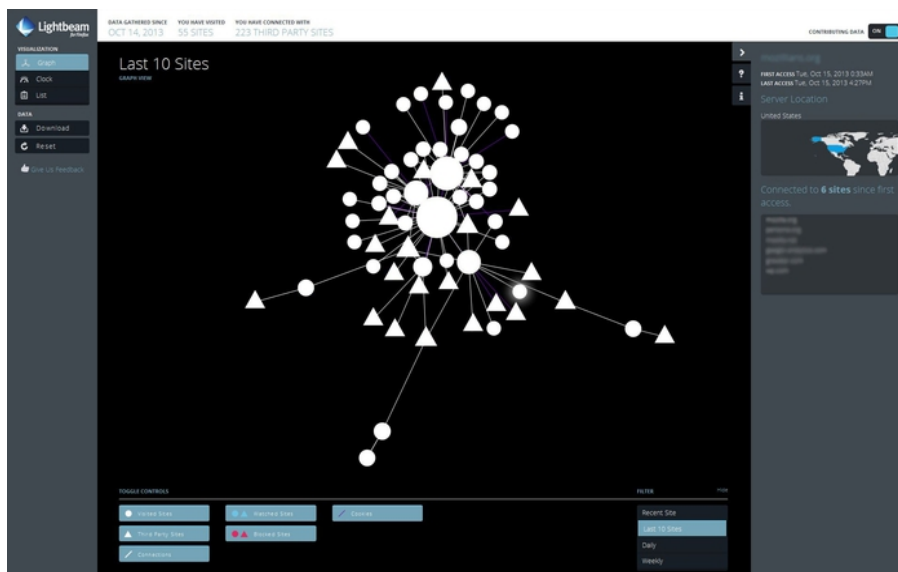 Lightbeam
for Firefox
DATA GATHERED SINCE
OCT 14, 2013
YOU HAVE VISITED
55 SITES
YOU HAVE CONNECTED WITH
223 THIRD PARTY SITES
CONTRIBUTING DATA
ON
VISUALIZATION
Graph
Clock
List
DATA
Download
Reset
Give Us Feedback
Last 10 Sites
GRAPH VIEW
FIRST ACCESS Tue, Oct 15, 2013 0:33AM
LAST ACCESS Tue, Oct 15, 2013 4:27PM
Server Location
United States
Connected to 6 sites since first
access.
TOGGLE CONTROLS
Visited Sites
Watched Sites
Cookies
Third Party Sites
Blocked Sites
Connections
FILTER
HIDE
Recent Site
Last 10 Sites
Daily
Weekly